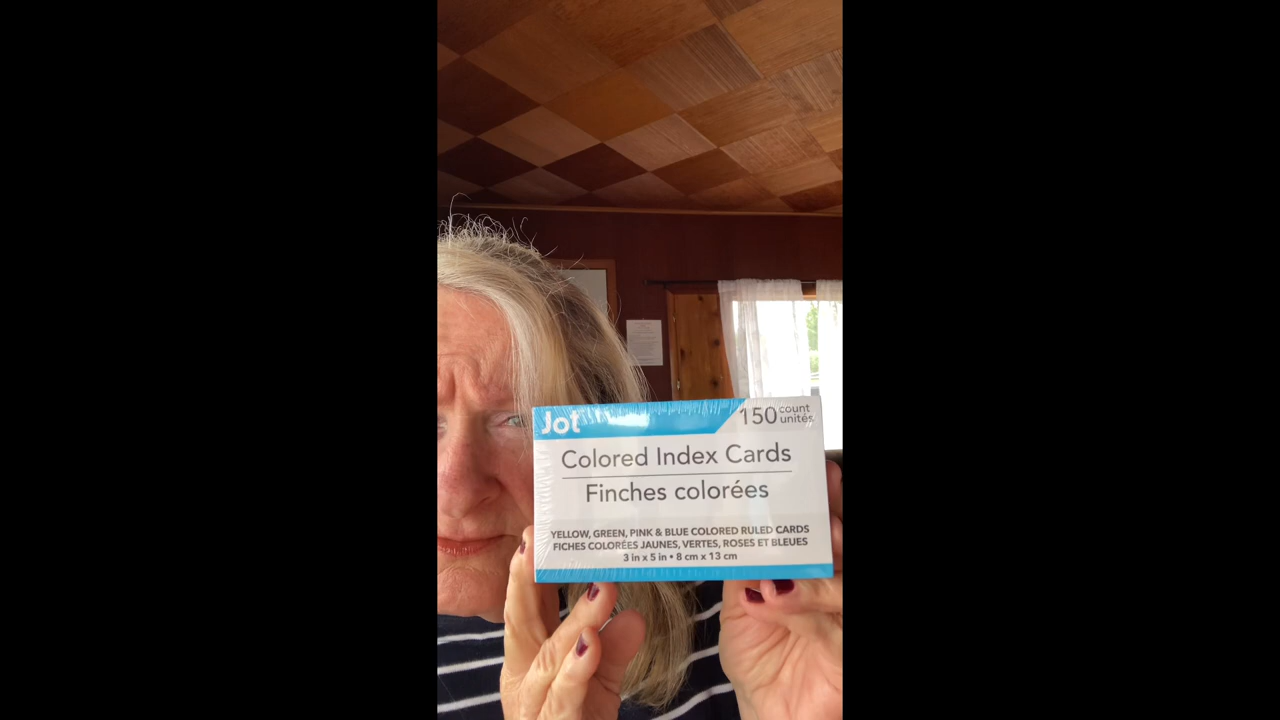 Jot
150 count unités
Colored Index Cards
Finches colorées
YELLOW, GREEN, PINK & BLUE COLORED RULED CARDS
FICHES COLORÉES JAUNES, VERTES, ROSES ET BLEUES
3 in x 5 in • 8 cm x 13 cm